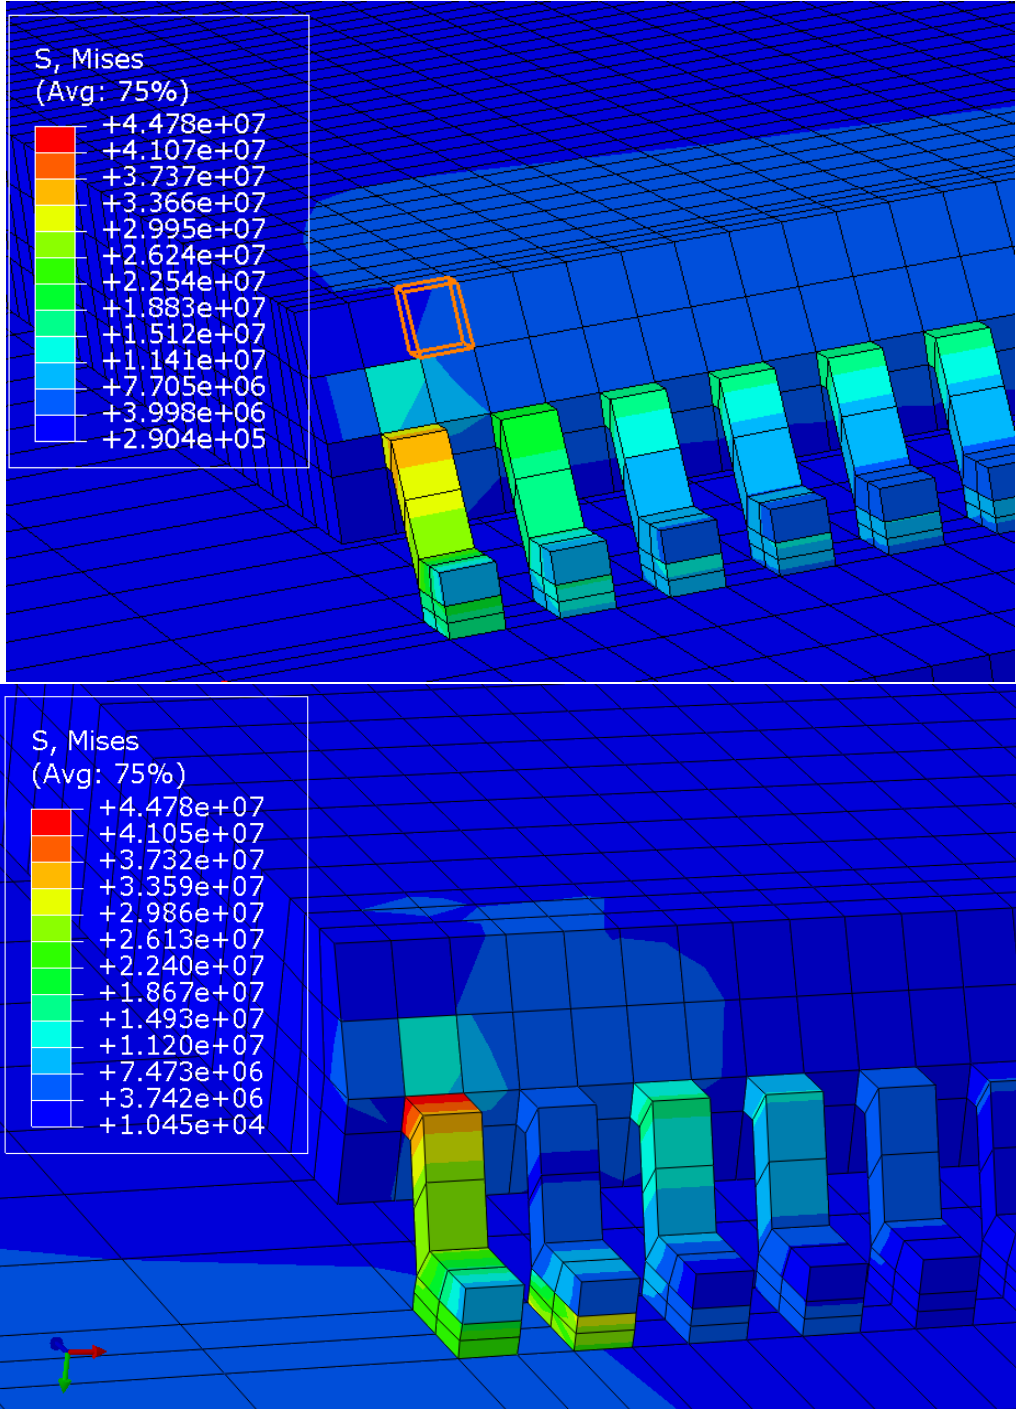 S, Mises
(Avg: 75%)
+4.478e+07
+4.107e+07
+3.737e+07
+3.366e+07
+2.995e+07
+2.624e+07
+2.254e+07
+1.883e+07
+1.512e+07
+1.141e+07
+7.705e+06
+3.998e+06
+2.904e+05
S, Mises
(Avg: 75%)
+4.478e+07
+4.105e+07
+3.732e+07
+3.359e+07
+2.986e+07
+2.613e+07
+2.240e+07
+1.867e+07
+1.493e+07
+1.120e+07
+7.473e+06
+3.742e+06
+1.045e+04